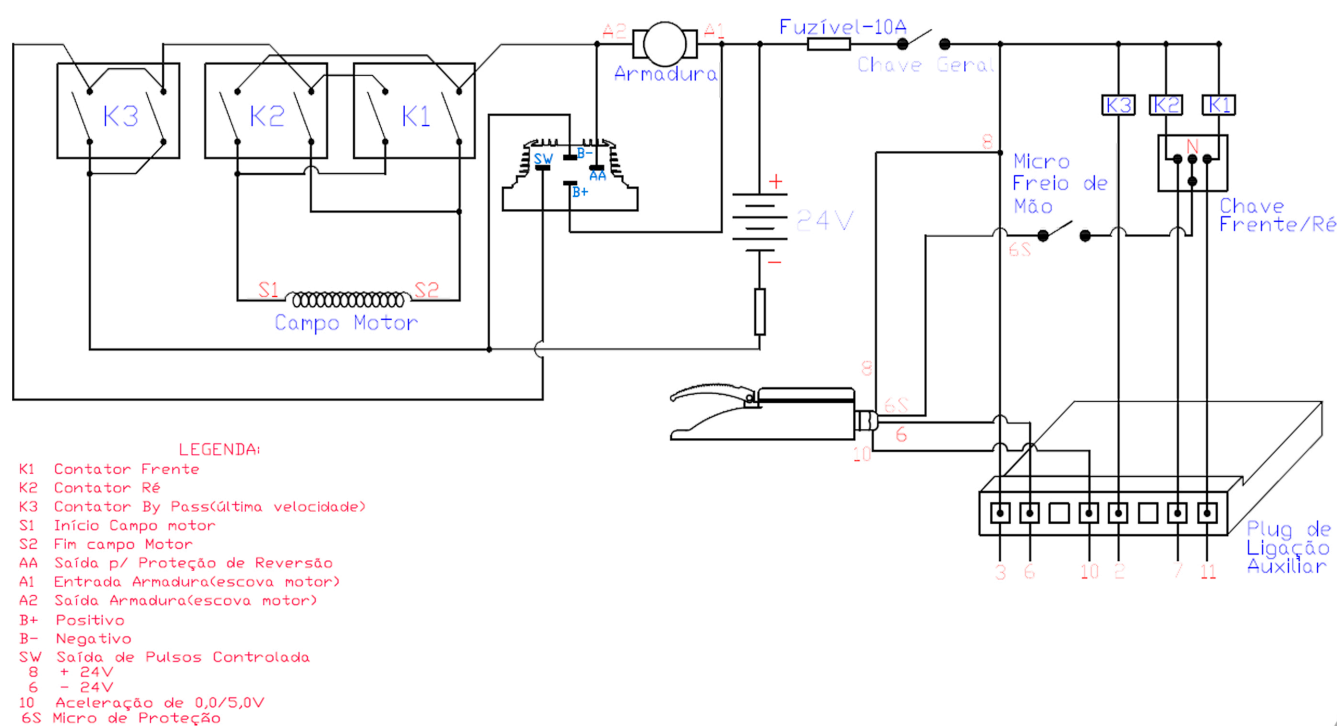 A2
A1
Fuzível-10A
Armadura
Chave Geral
K3
K2
K1
K3
K2
K1
SW
B-
AA
B+
8
N
Micro
Freio de
Mão
6S
Chave
Frente/Ré
+
24V
-
S1
S2
Campo Motor
8
6S
6
10
Plug de
Ligação
Auxiliar
3
6
10
2
7
11
LEGENDA:
K1 Contator Frente
K2 Contator Ré
K3 Contator By Pass(última velocidade)
S1 Início Campo motor
S2 Fim campo Motor
AA Saída p/ Proteção de Reversão
A1 Entrada Armadura(escova motor)
A2 Saída Armadura(escova motor)
B+ Positivo
B- Negativo
SW Saída de Pulsos Controlada
8 + 24V
6 - 24V
10 Aceleração de 0,0/5,0V
6S Micro de Proteção